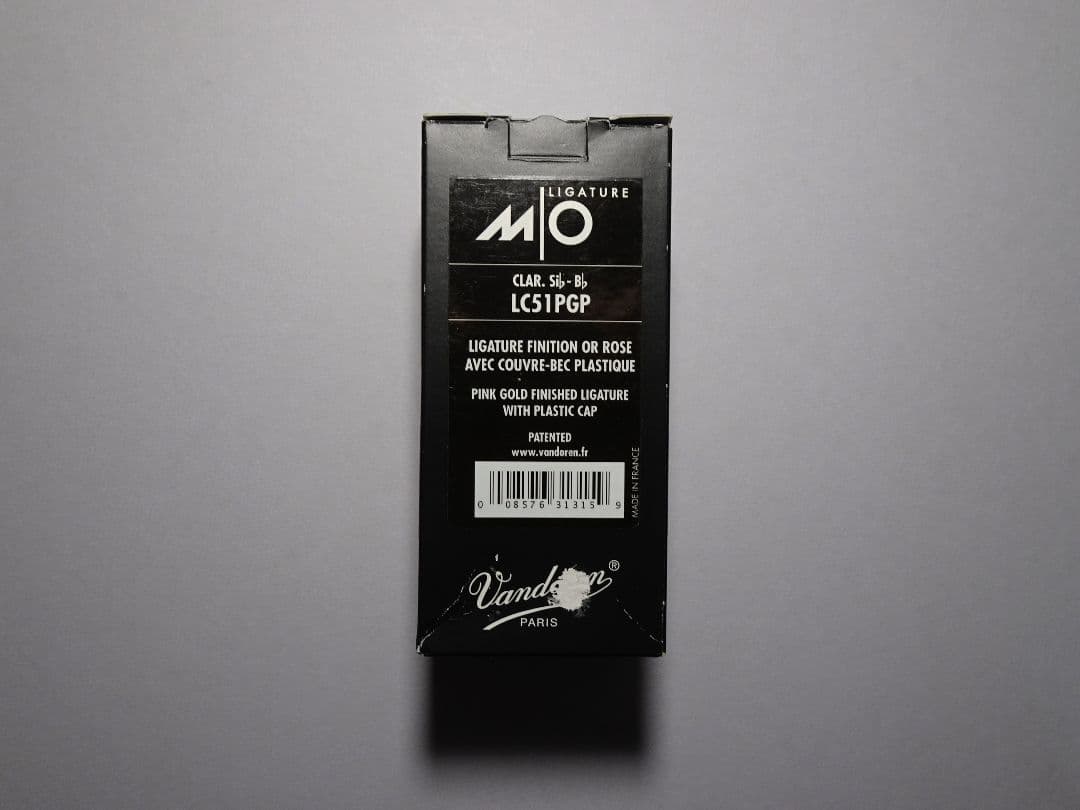 LIGATURE
M|O
CLAR. Si♭ - B♭
LC51PGP
LIGATURE FINITION OR ROSE
AVEC COUVRE-BEC PLASTIQUE
PINK GOLD FINISHED LIGATURE
WITH PLASTIC CAP
PATENTED
www.vandoren.fr
MADE IN FRANCE
0 08576 31315 9
Vandoren®
PARIS